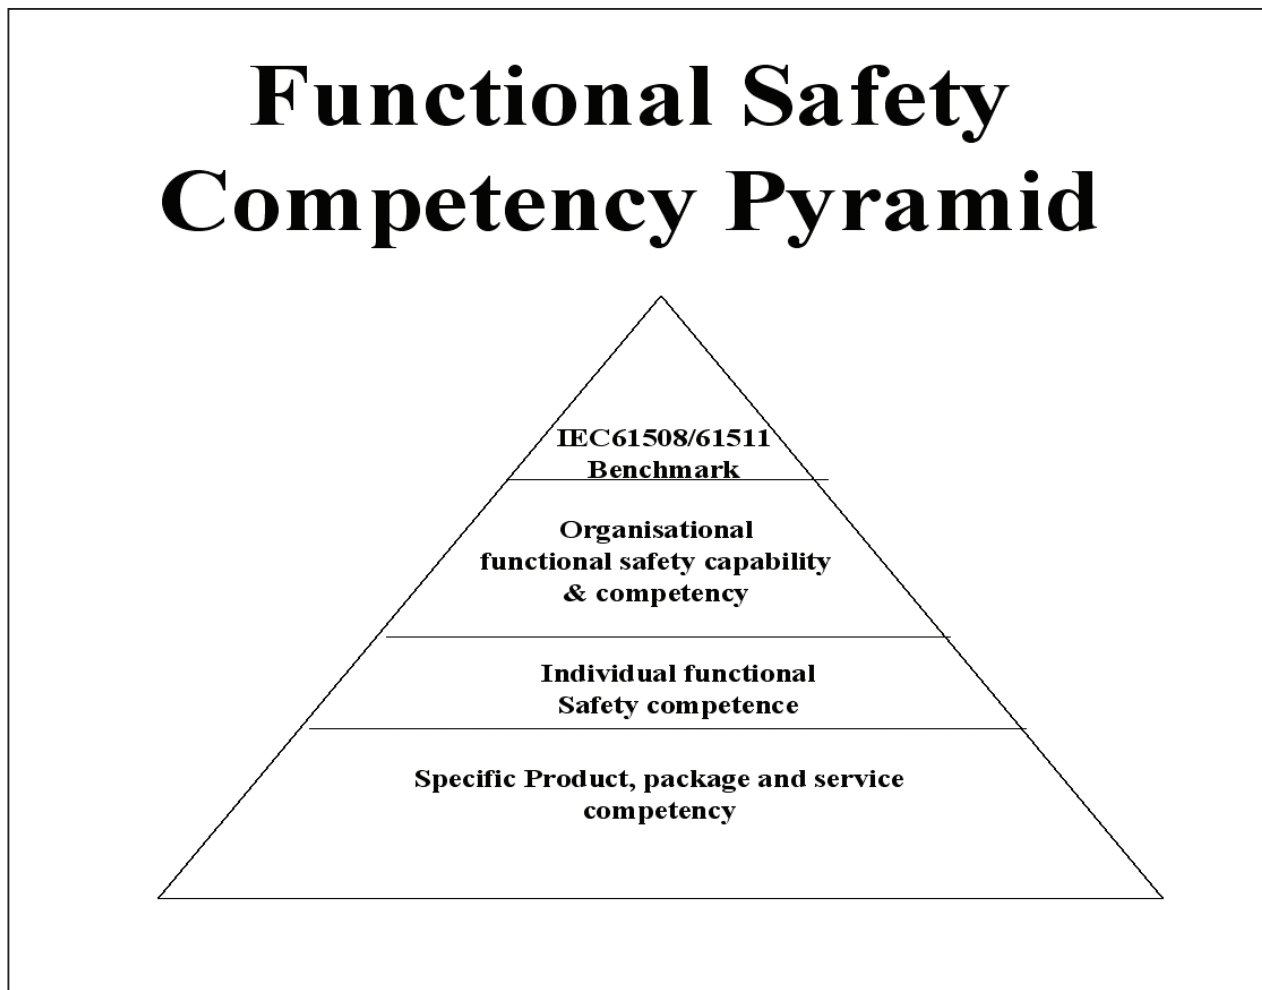 Functional Safety
Competency Pyramid
IEC61508/61511
Benchmark
Organisational
functional safety capability
& competency
Individual functional
Safety competence
Specific Product, package and service
competency